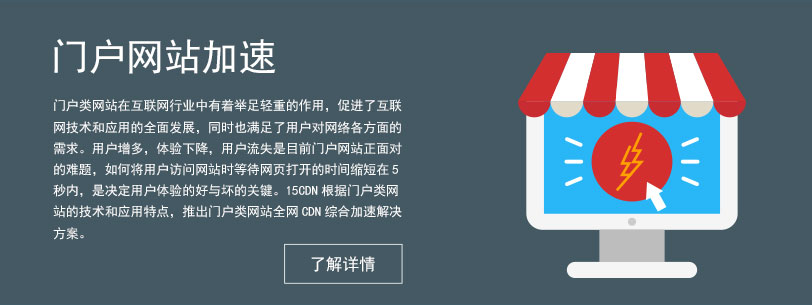 门户网站加速
门户类网站在互联网行业中有着举足轻重的作用，促进了互联
网技术和应用的全面发展，同时也满足了用户对网络各方面的
需求。用户增多，体验下降，用户流失是目前门户网站正面对
的难题，如何将用户访问网站时等待网页打开的时间缩短在 5
秒内，是决定用户体验的好与坏的关键。15CDN 根据门户类网
站的技术和应用特点，推出门户类网站全网 CDN 综合加速解决
方案。
了解详情